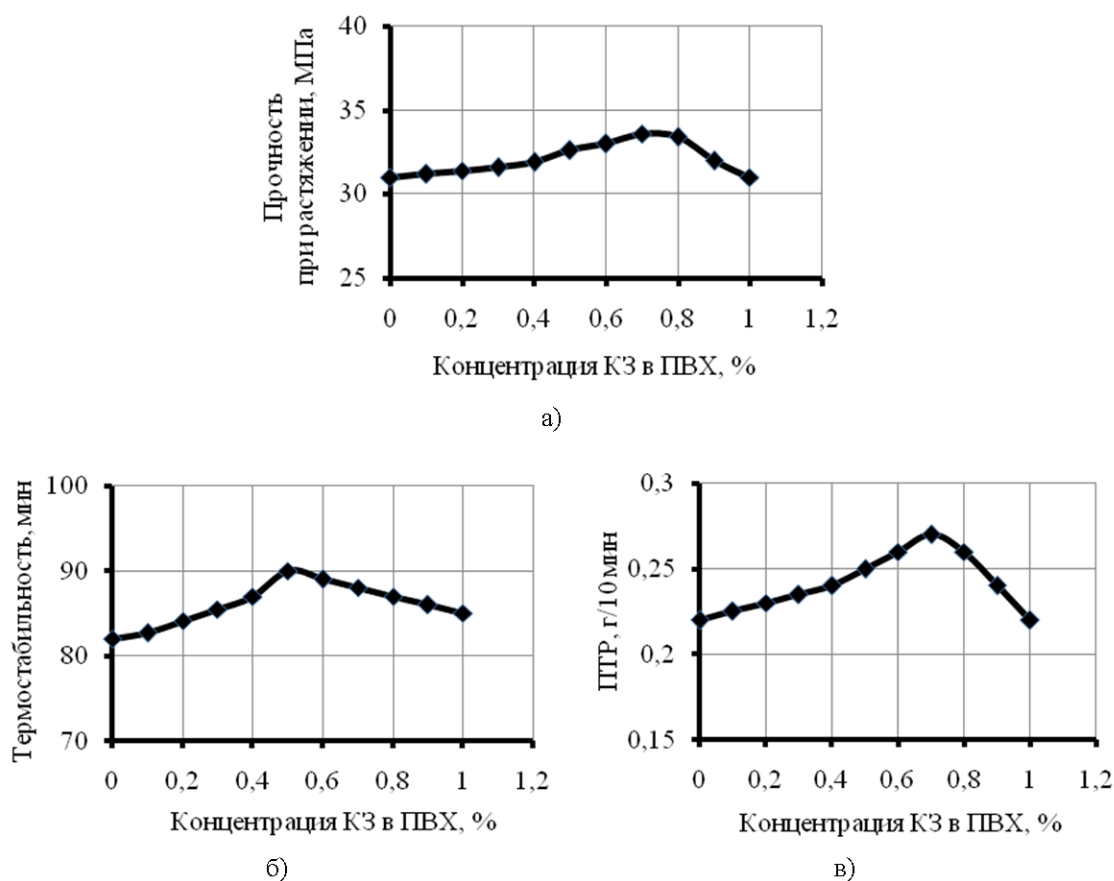 Прочность
при растяжении, МПа
40
35
30
25
0 0,2 0,4 0,6 0,8 1 1,2
Концентрация КЗ в ПВХ, %
а)
Термостабильность, мин
100
90
80
70
0 0,2 0,4 0,6 0,8 1 1,2
Концентрация КЗ в ПВХ, %
б)
ПТР, г/10 мин
0,3
0,25
0,2
0,15
0 0,2 0,4 0,6 0,8 1 1,2
Концентрация КЗ в ПВХ, %
в)